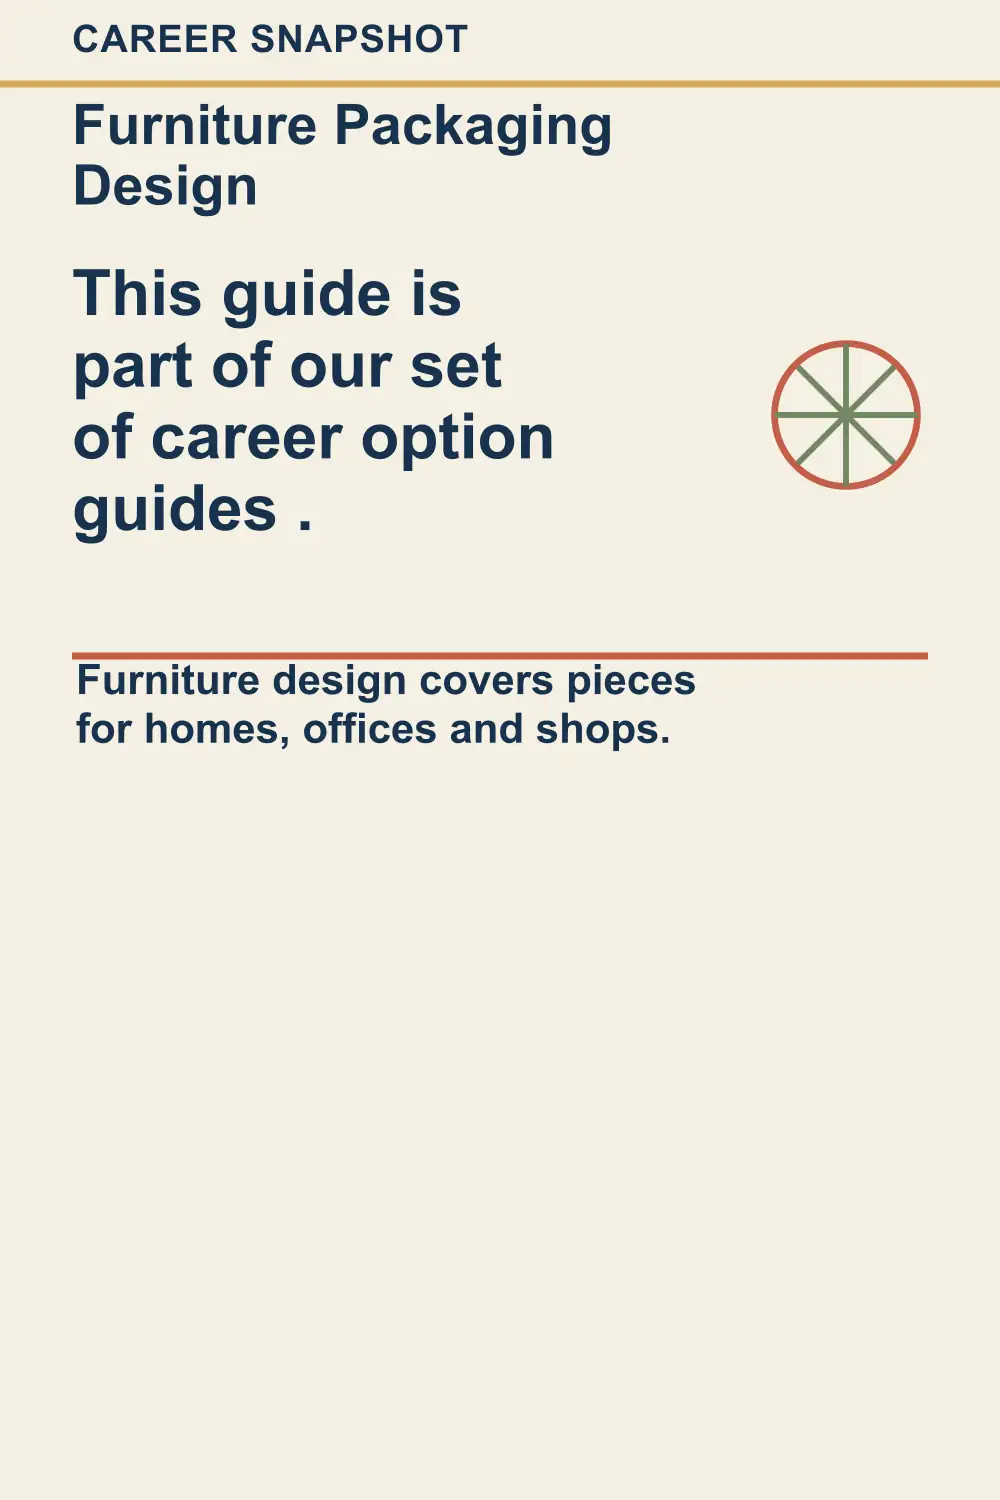 CAREER SNAPSHOT
Furniture Packaging
Design
This guide is
part of our set
of career option
guides .
Furniture design covers pieces
for homes, offices and shops.